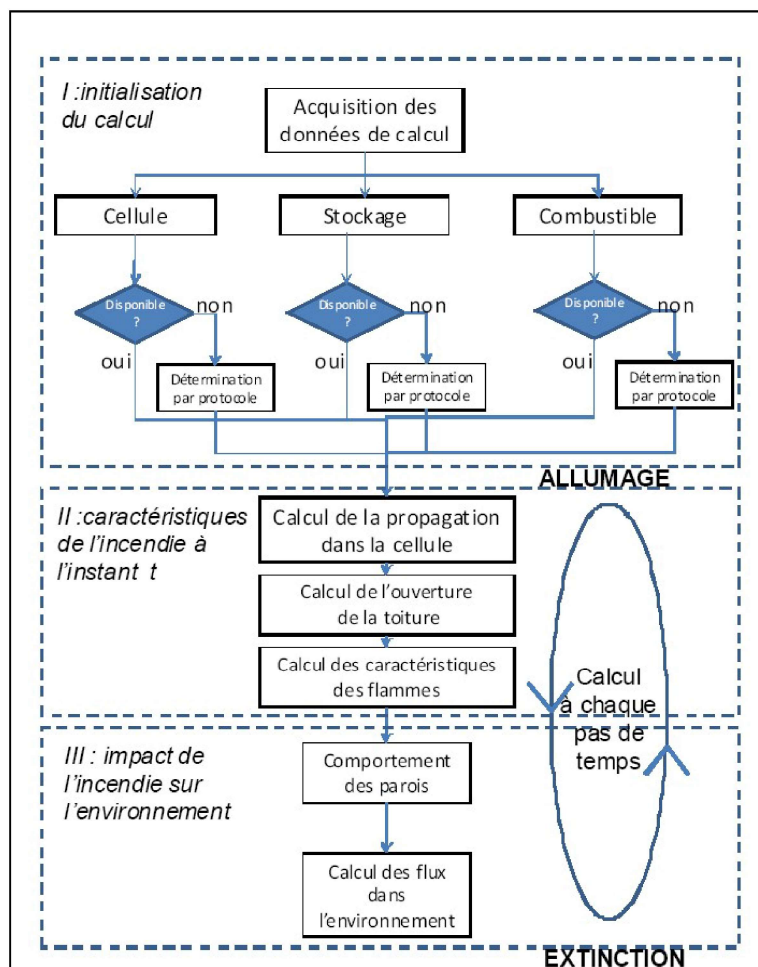 I :initialisation
du calcul
Acquisition des
données de calcul
Cellule
Stockage
Combustible
Disponible
?
non
oui
Détermination
par protocole
Disponible
?
non
oui
Détermination
par protocole
Disponible
?
non
oui
Détermination
par protocole
ALLUMAGE
II :caractéristiques
de l'incendie à
l'instant t
Calcul de la propagation
dans la cellule
Calcul de l'ouverture
de la toiture
Calcul des caractéristiques
des flammes
Calcul
à chaque
pas de
temps
III : impact de
l'incendie sur
l'environnement
Comportement
des parois
Calcul des flux
dans
l'environnement
EXTINCTION